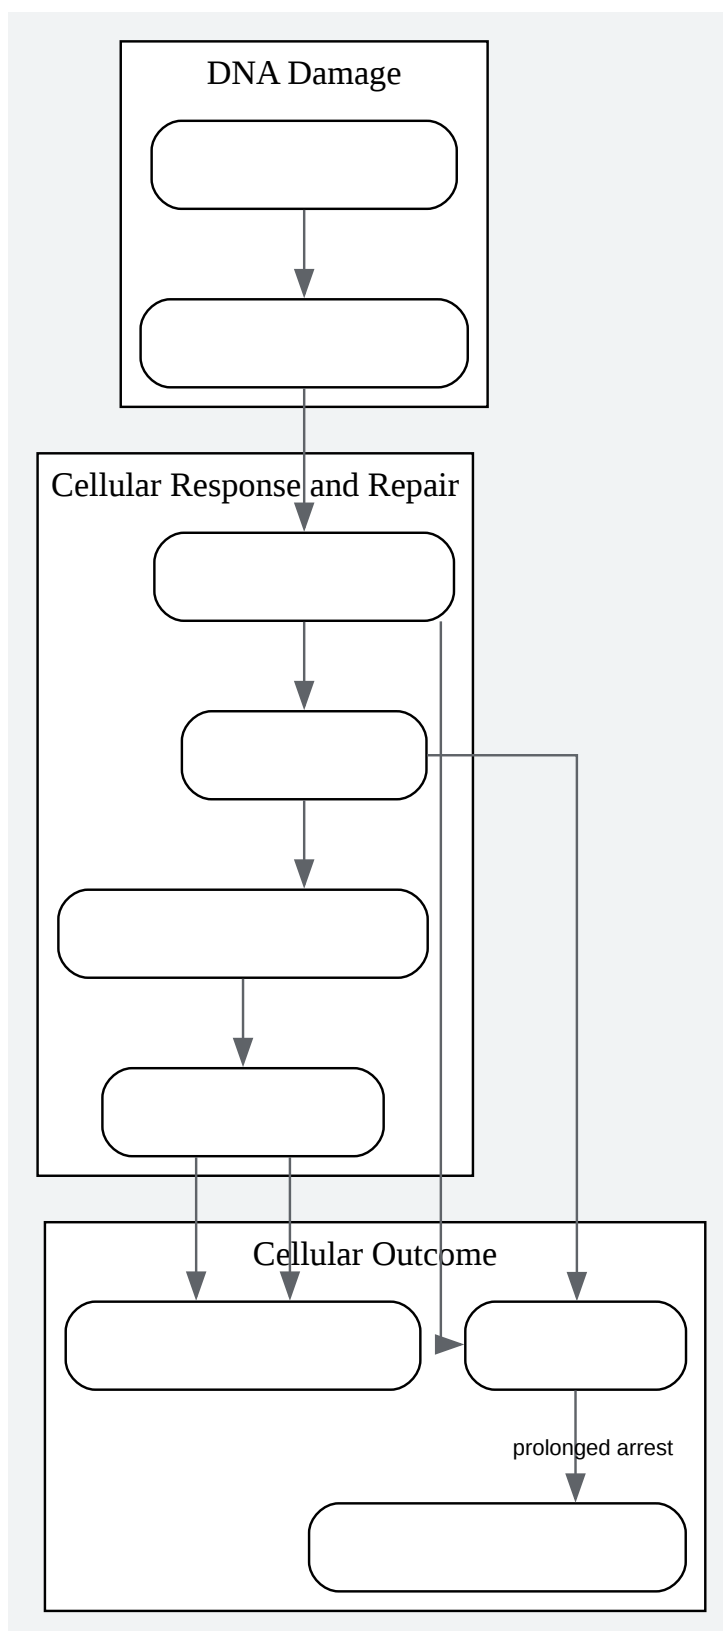 DNA Damage
Cellular Response and Repair
Cellular Outcome
prolonged arrest